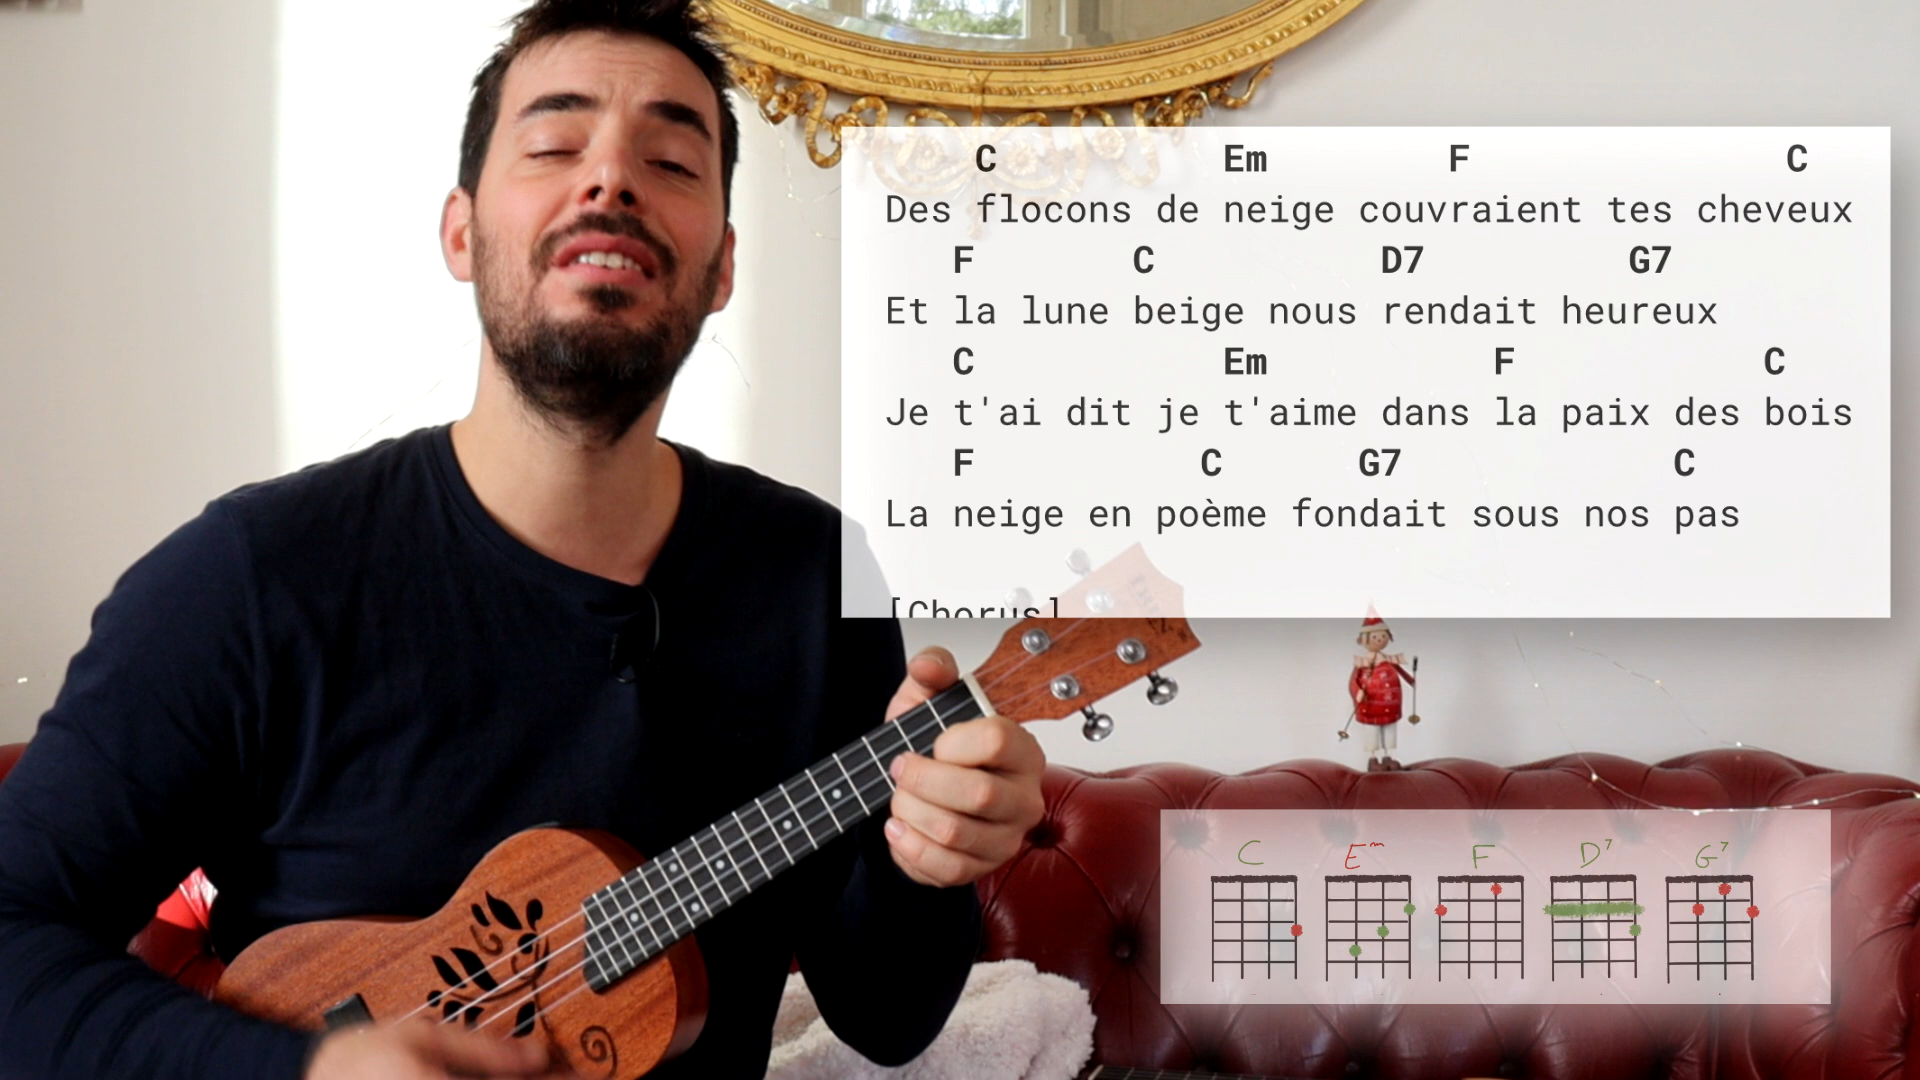 C Em F C
Des flocons de neige couvraient tes cheveux
F C D7 G7
Et la lune beige nous rendait heureux
C Em F C
Je t'ai dit je t'aime dans la paix des bois
F C G7 C
La neige en poème fondait sous nos pas
[Chorus]
C Em F D7 G7